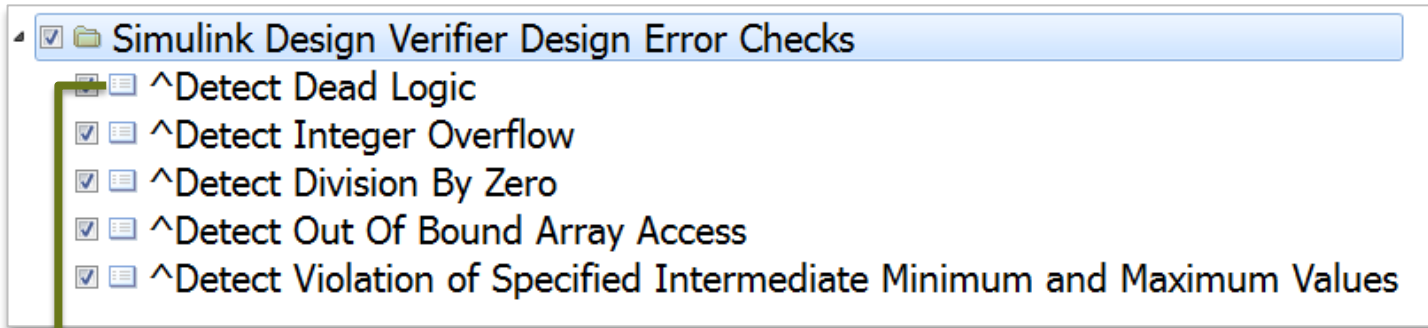 Simulink Design Verifier Design Error Checks
^Detect Dead Logic
^Detect Integer Overflow
^Detect Division By Zero
^Detect Out Of Bound Array Access
^Detect Violation of Specified Intermediate Minimum and Maximum Values